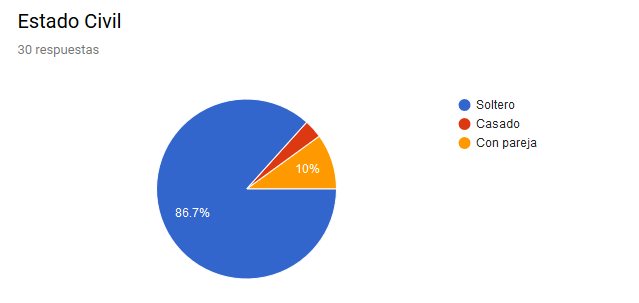 Estado Civil
30 respuestas
Soltero
Casado
Con pareja
10%
86.7%